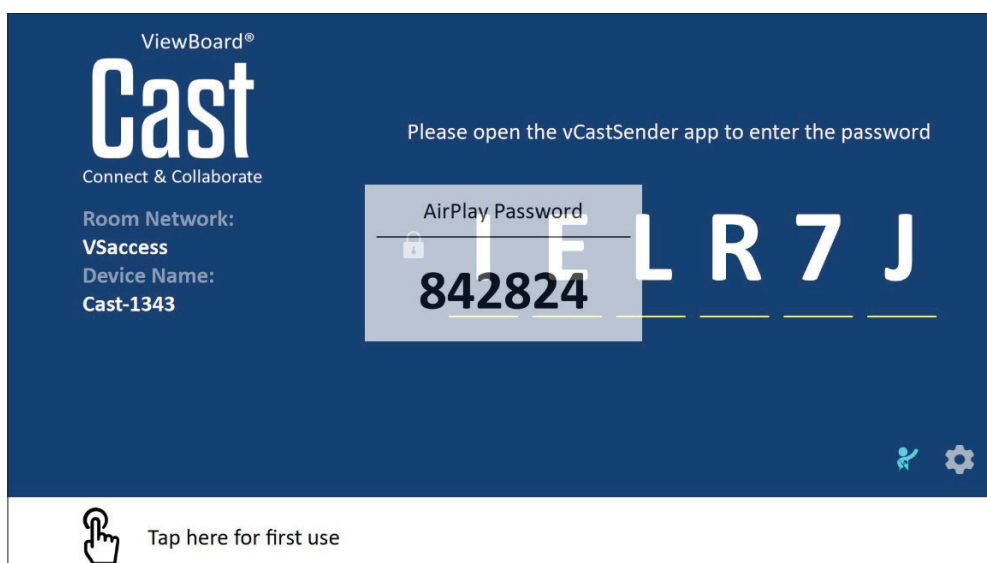 ViewBoard®
Cast
Connect & Collaborate
Room Network:
VSaccess
Device Name:
Cast-1343
Please open the vCastSender app to enter the password
AirPlay Password
842824
I E L R 7 J
Tap here for first use